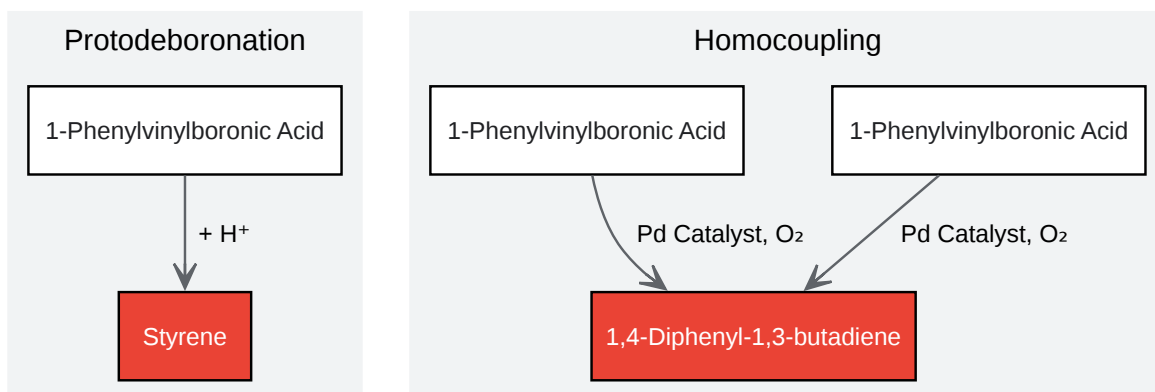 Protodeboronation
1-Phenylvinylboronic Acid
+ H⁺
Styrene
Homocoupling
1-Phenylvinylboronic Acid
1-Phenylvinylboronic Acid
Pd Catalyst, O₂
Pd Catalyst, O₂
1,4-Diphenyl-1,3-butadiene